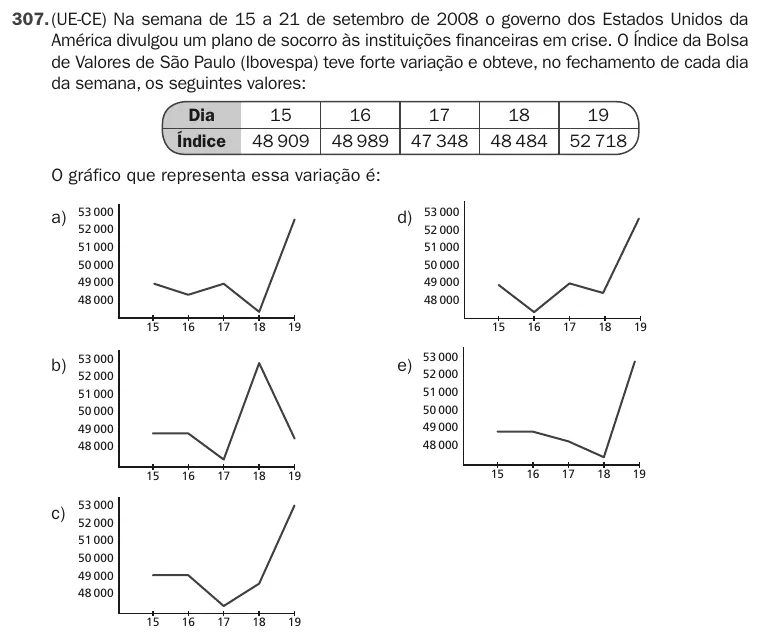 307. (UE-CE) Na semana de 15 a 21 de setembro de 2008 o governo dos Estados Unidos da
América divulgou um plano de socorro às instituições financeiras em crise. O Índice da Bolsa
de Valores de São Paulo (Ibovespa) teve forte variação e obteve, no fechamento de cada dia
da semana, os seguintes valores:
Dia 15 16 17 18 19
Índice 48 909 48 989 47 348 48 484 52 718
O gráfico que representa essa variação é:
a)
53 000
52 000
51 000
50 000
49 000
48 000
15 16 17 18 19
b)
53 000
52 000
51 000
50 000
49 000
48 000
15 16 17 18 19
c)
53 000
52 000
51 000
50 000
49 000
48 000
15 16 17 18 19
d)
53 000
52 000
51 000
50 000
49 000
48 000
15 16 17 18 19
e)
53 000
52 000
51 000
50 000
49 000
48 000
15 16 17 18 19